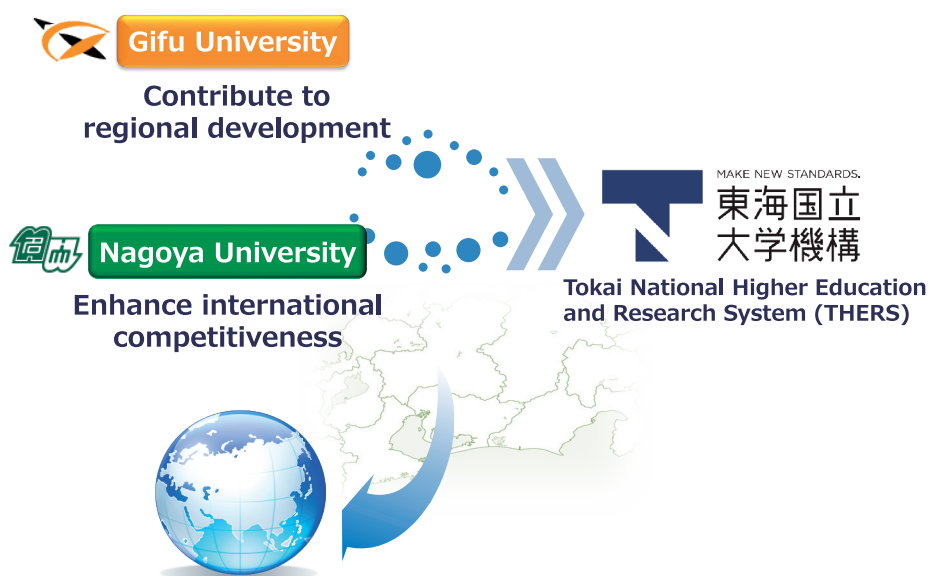 Gifu University
Contribute to
regional development
Nagoya University
Enhance international
competitiveness
MAKE NEW STANDARDS.
東海国立
大学機構
Tokai National Higher Education
and Research System (THERS)